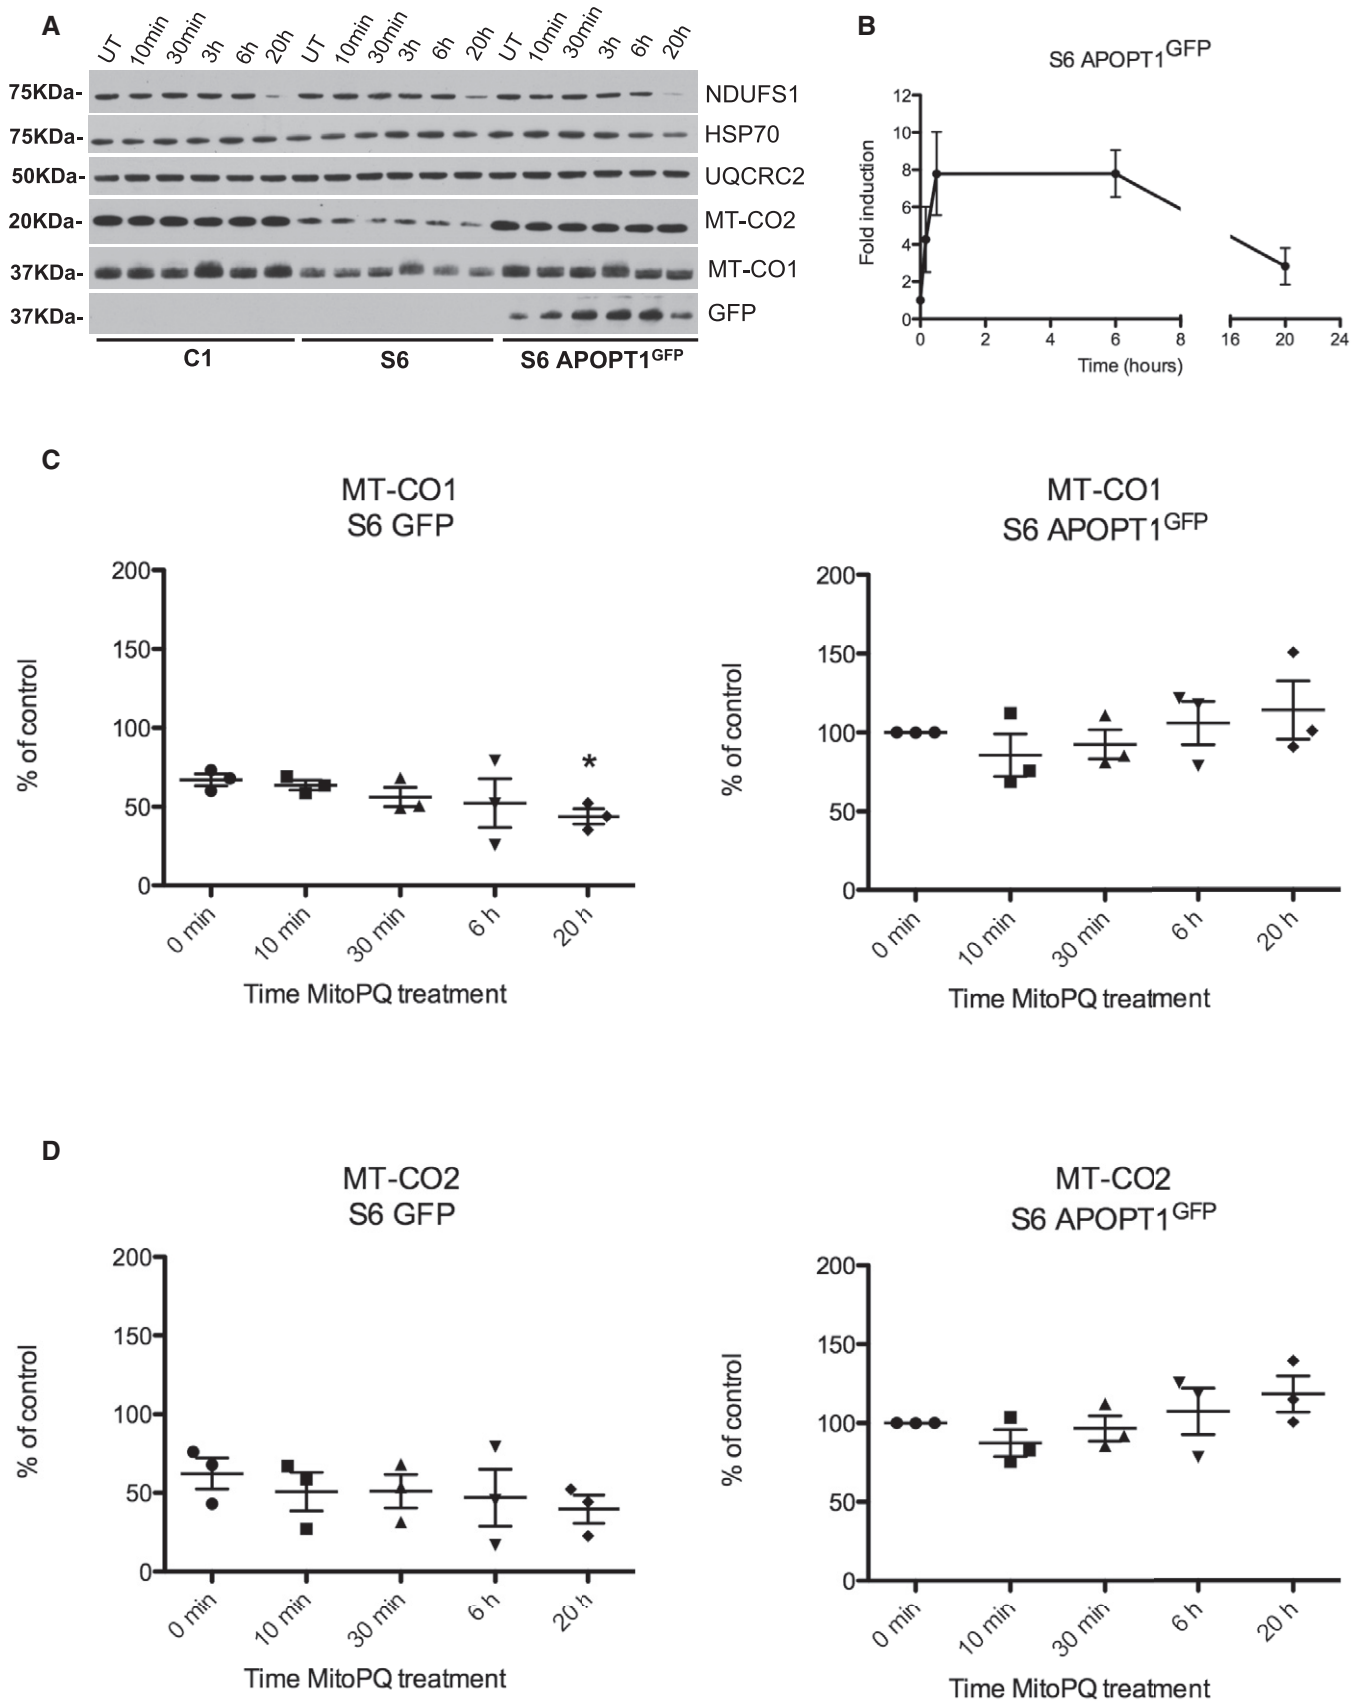 A
UT 10min 30min 3h 6h 20h UT 10min 30min 3h 6h 20h UT 10min 30min 3h 6h 20h
75KDa- NDUFS1
75KDa- HSP70
50KDa- UQCRC2
20KDa- MT-CO2
37KDa- MT-CO1
37KDa- GFP
C1 S6 S6 APOPT1GFP
B
S6 APOPT1GFP
Fold induction
12
10
8
6
4
2
0
0 2 4 6 8 16 20 24
Time (hours)
C
MT-CO1
S6 GFP
% of control
200
150
100
50
0
*
0 min 10 min 30 min 6 h 20 h
Time MitoPQ treatment
MT-CO1
S6 APOPT1GFP
% of control
200
150
100
50
0
0 min 10 min 30 min 6 h 20 h
Time MitoPQ treatment
D
MT-CO2
S6 GFP
% of control
200
150
100
50
0
0 min 10 min 30 min 6 h 20 h
Time MitoPQ treatment
MT-CO2
S6 APOPT1GFP
% of control
200
150
100
50
0
0 min 10 min 30 min 6 h 20 h
Time MitoPQ treatment